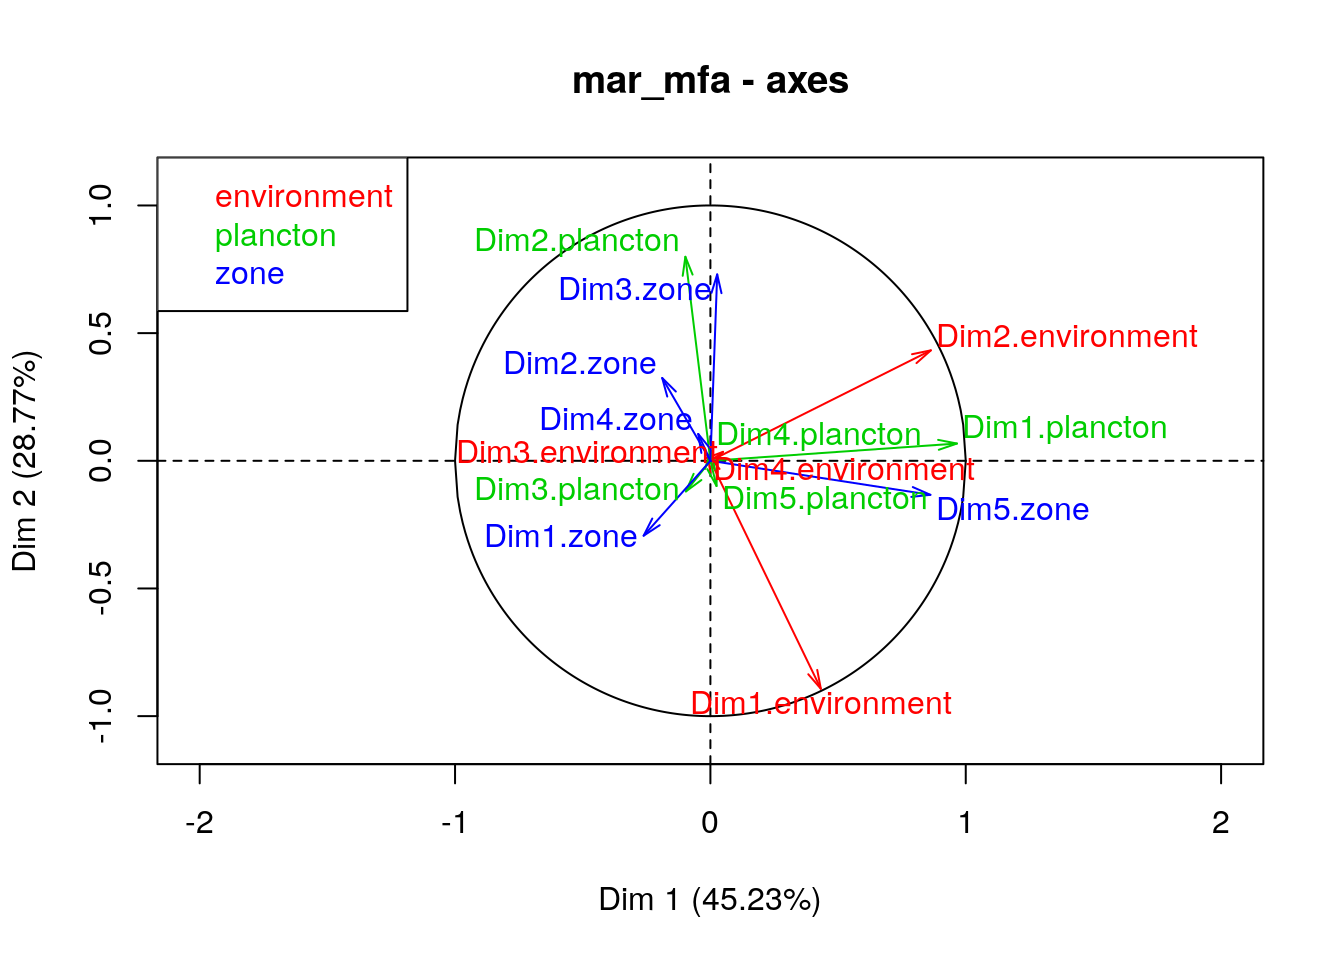 mar_mfa - axes
environment
plancton
zone
Dim2.plancton
Dim3.zone
Dim2.environment
Dim2.zone
Dim4.zone
Dim4.plancton
Dim1.plancton
Dim3.environment
Dim4.environment
Dim3.plancton
Dim5.plancton
Dim5.zone
Dim1.zone
Dim1.environment
1.0
0.5
0.0
-0.5
-1.0
Dim 2 (28.77%)
-2 -1 0 1 2
Dim 1 (45.23%)